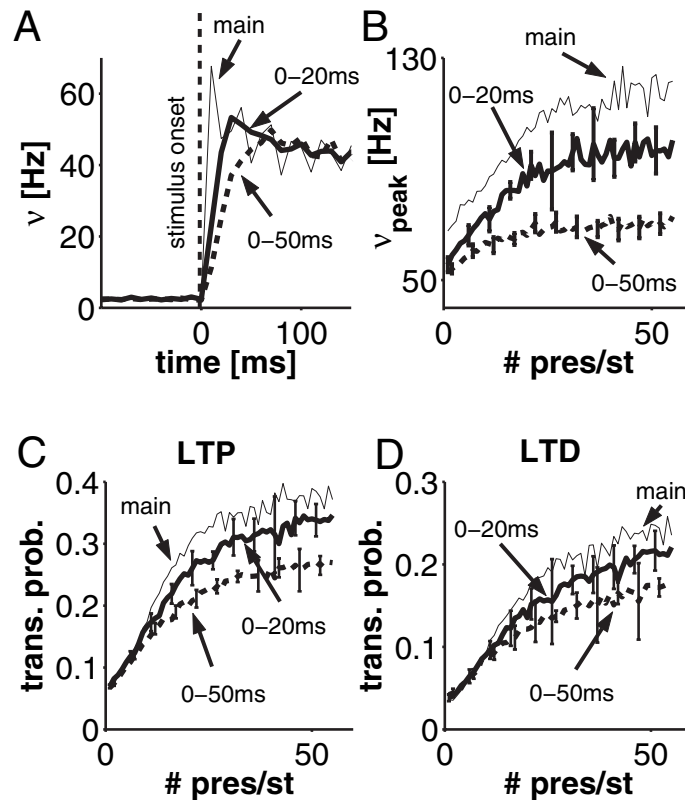 A
main
0–20ms
60
40
20
0
ν [Hz]
stimulus onset
0–50ms
0
100
time [ms]
B
main
130
0–20ms
ν peak [Hz]
50
0–50ms
0
50
# pres/st
C
LTP
0.4
main
0.3
0.2
0.1
0
trans. prob.
0–20ms
0–50ms
0
50
# pres/st
D
LTD
0.3
main
0–20ms
0.2
0.1
0
trans. prob.
0–50ms
0
50
# pres/st